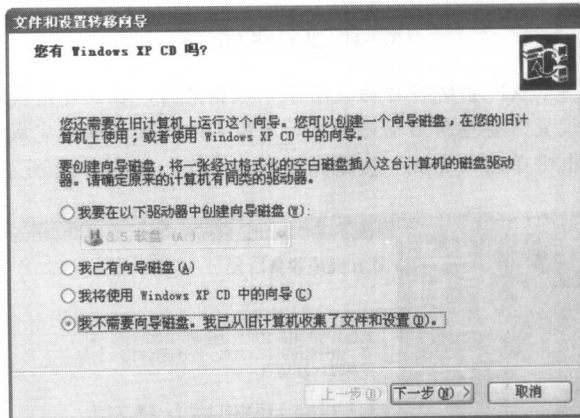 文件和设置转移向导
您有 Windows XP CD 吗?
您还需要在旧计算机上运行这个向导。您可以创建一个向导磁盘,在您的旧计
算机上使用;或者使用 Windows XP CD 中的向导。
要创建向导磁盘,将一张经过格式化的空白磁盘插入这台计算机的磁盘驱动
器。请确定原来的计算机有同类的驱动器。
我要在以下驱动器中创建向导磁盘(Y):
3.5 软盘 (A:)
我已有向导磁盘(A)
我将使用 Windows XP CD 中的向导(C)
我不需要向导磁盘。我已从旧计算机收集了文件和设置(D)。
上一步(B) 下一步(N) > 取消